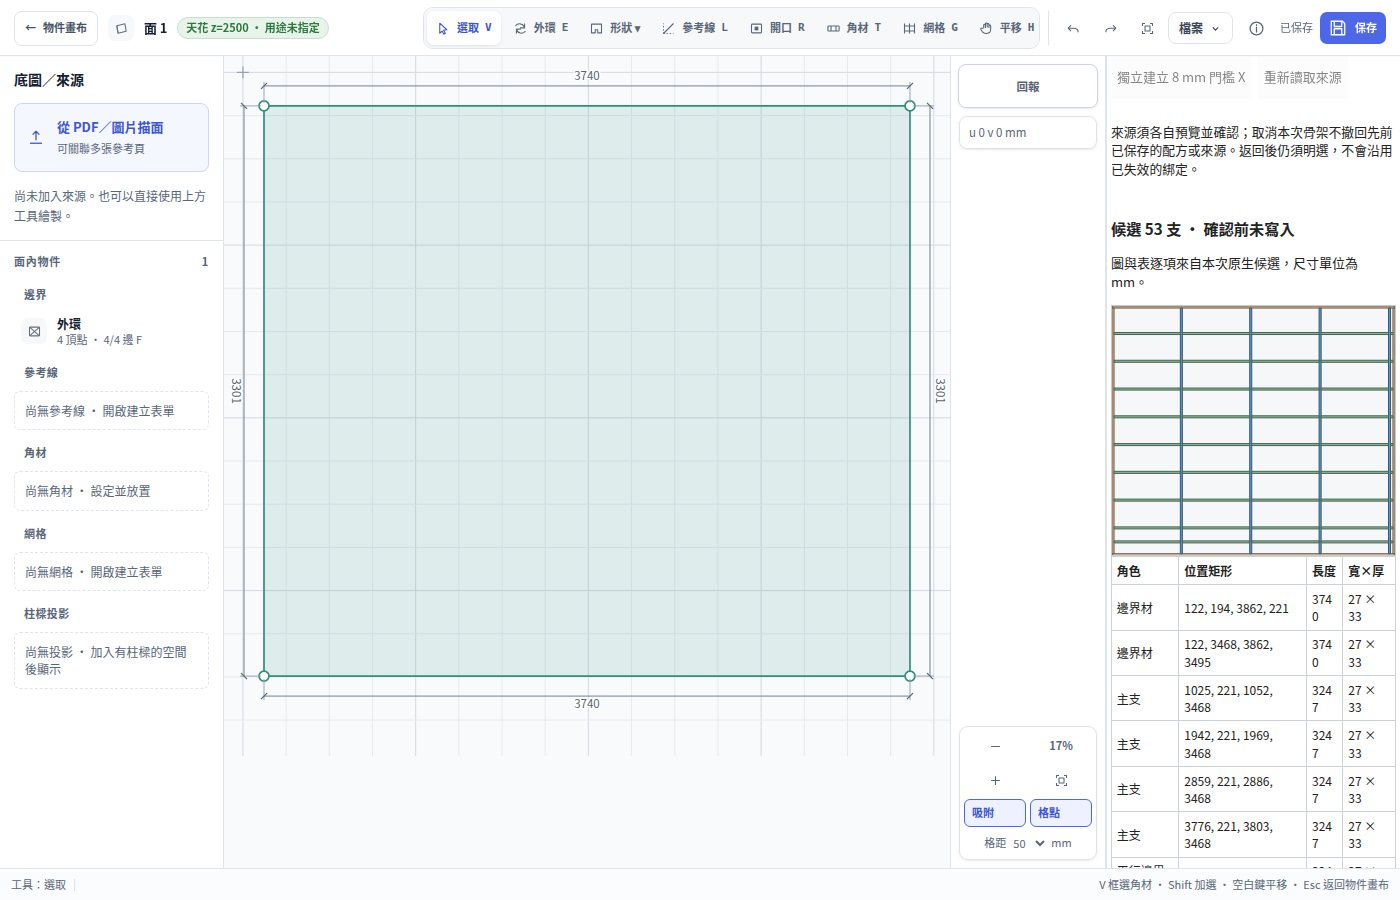 ← 物件畫布
面 1
天花 z=2500 · 用途未指定
選取 V
外環 E
形狀▾
參考線 L
開口 R
角材 T
網格 G
平移 H
檔案
已保存
保存
底圖／來源
從 PDF／圖片描面
可關聯多張參考頁
尚未加入來源。也可以直接使用上方
工具繪製。
面內物件 1
邊界
外環
4 頂點 · 4/4 邊 F
參考線
尚無參考線 · 開啟建立表單
角材
尚無角材 · 設定並放置
網格
尚無網格 · 開啟建立表單
柱樑投影
尚無投影 · 加入有柱樑的空間
後顯示
3740
3301
3301
3740
回報
u 0 v 0 mm
－ 17%
＋
吸附 格點
格距 50 mm
獨立建立 8 mm 門檻 X
重新讀取來源
來源須各自預覽並確認；取消本次骨架不撤回先前
已保存的配方或來源。返回後仍須明選，不會沿用
已失效的綁定。
候選 53 支 · 確認前未寫入
圖與表逐項來自本次原生候選，尺寸單位為
mm。
角色 位置矩形 長度 寬×厚
邊界材 122, 194, 3862, 221 3740 27 × 33
邊界材 122, 3468, 3862, 3495 3740 27 × 33
主支 1025, 221, 1052, 3468 3247 27 × 33
主支 1942, 221, 1969, 3468 3247 27 × 33
主支 2859, 221, 2886, 3468 3247 27 × 33
主支 3776, 221, 3803, 3468 3247 27 × 33
工具：選取
V 框選角材 · Shift 加選 · 空白鍵平移 · Esc 返回物件畫布